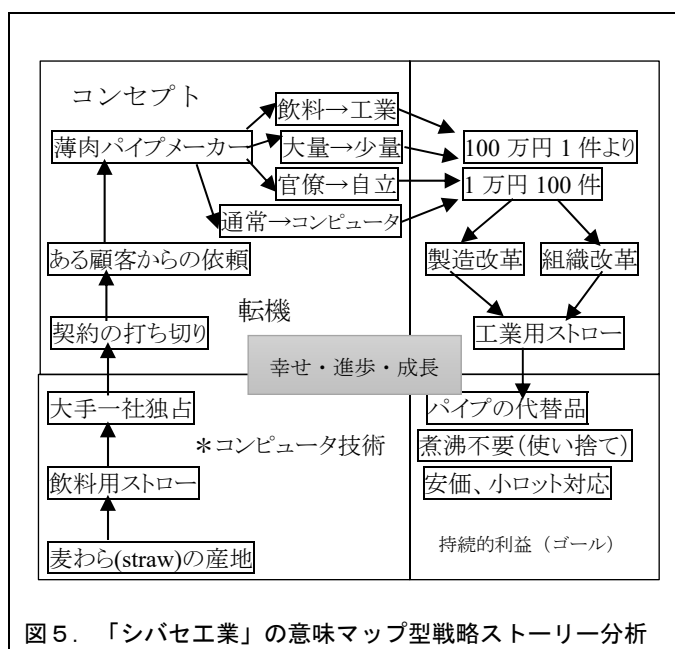 コンセプト
飲料→工業
薄肉パイプメーカー
大量→少量
100 万円 1 件より
官僚→自立
1 万円 100 件
通常→コンピュータ
ある顧客からの依頼
製造改革
組織改革
転機
契約の打ち切り
工業用ストロー
幸せ・進歩・成長
大手一社独占
パイプの代替品
＊コンピュータ技術
煮沸不要（使い捨て）
飲料用ストロー
安価、小ロット対応
麦わら(straw)の産地
持続的利益（ゴール）
図５．「シバセ工業」の意味マップ型戦略ストーリー分析